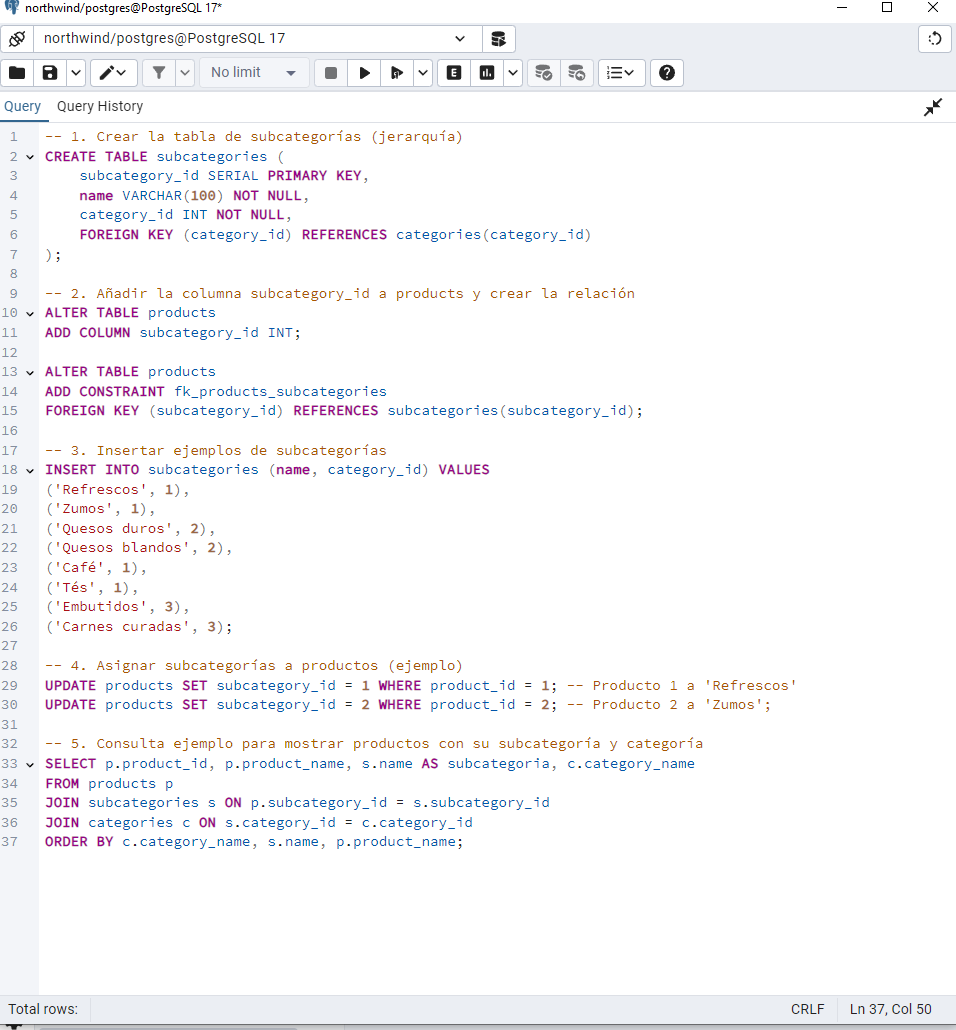 northwind/postgres@PostgreSQL 17*
northwind/postgres@PostgreSQL 17
No limit
E
Query Query History
1 -- 1. Crear la tabla de subcategorías (jerarquía)
2 CREATE TABLE subcategories (
3 subcategory_id SERIAL PRIMARY KEY,
4 name VARCHAR(100) NOT NULL,
5 category_id INT NOT NULL,
6 FOREIGN KEY (category_id) REFERENCES categories(category_id)
7 );
8
9 -- 2. Añadir la columna subcategory_id a products y crear la relación
10 ALTER TABLE products
11 ADD COLUMN subcategory_id INT;
12
13 ALTER TABLE products
14 ADD CONSTRAINT fk_products_subcategories
15 FOREIGN KEY (subcategory_id) REFERENCES subcategories(subcategory_id);
16
17 -- 3. Insertar ejemplos de subcategorías
18 INSERT INTO subcategories (name, category_id) VALUES
19 ('Refrescos', 1),
20 ('Zumos', 1),
21 ('Quesos duros', 2),
22 ('Quesos blandos', 2),
23 ('Café', 1),
24 ('Tés', 1),
25 ('Embutidos', 3),
26 ('Carnes curadas', 3);
27
28 -- 4. Asignar subcategorías a productos (ejemplo)
29 UPDATE products SET subcategory_id = 1 WHERE product_id = 1; -- Producto 1 a 'Refrescos'
30 UPDATE products SET subcategory_id = 2 WHERE product_id = 2; -- Producto 2 a 'Zumos';
31
32 -- 5. Consulta ejemplo para mostrar productos con su subcategoría y categoría
33 SELECT p.product_id, p.product_name, s.name AS subcategoria, c.category_name
34 FROM products p
35 JOIN subcategories s ON p.subcategory_id = s.subcategory_id
36 JOIN categories c ON s.category_id = c.category_id
37 ORDER BY c.category_name, s.name, p.product_name;
Total rows: CRLF Ln 37, Col 50